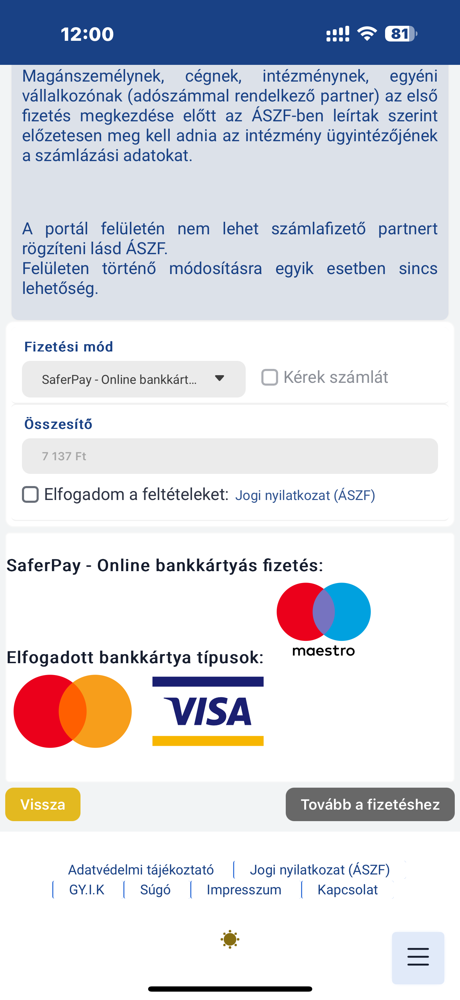 12:00
81
Magánszemélynek, cégnek, intézménynek, egyéni
vállalkozónak (adószámmal rendelkező partner) az első
fizetés megkezdése előtt az ÁSZF-ben leírtak szerint
előzetesen meg kell adnia az intézmény ügyintézőjének
a számlázási adatokat.
A portál felületén nem lehet számlafizető partnert
rögzíteni lásd ÁSZF.
Felületen történő módosításra egyik esetben sincs
lehetőség.
Fizetési mód
SaferPay - Online bankkárt...
Kérek számlát
Összesítő
7 137 Ft
Elfogadom a feltételeket: Jogi nyilatkozat (ÁSZF)
SaferPay - Online bankkártyás fizetés:
maestro
Elfogadott bankkártya típusok:
VISA
Vissza
Tovább a fizetéshez
Adatvédelmi tájékoztató
Jogi nyilatkozat (ÁSZF)
GY.I.K
Súgó
Impresszum
Kapcsolat